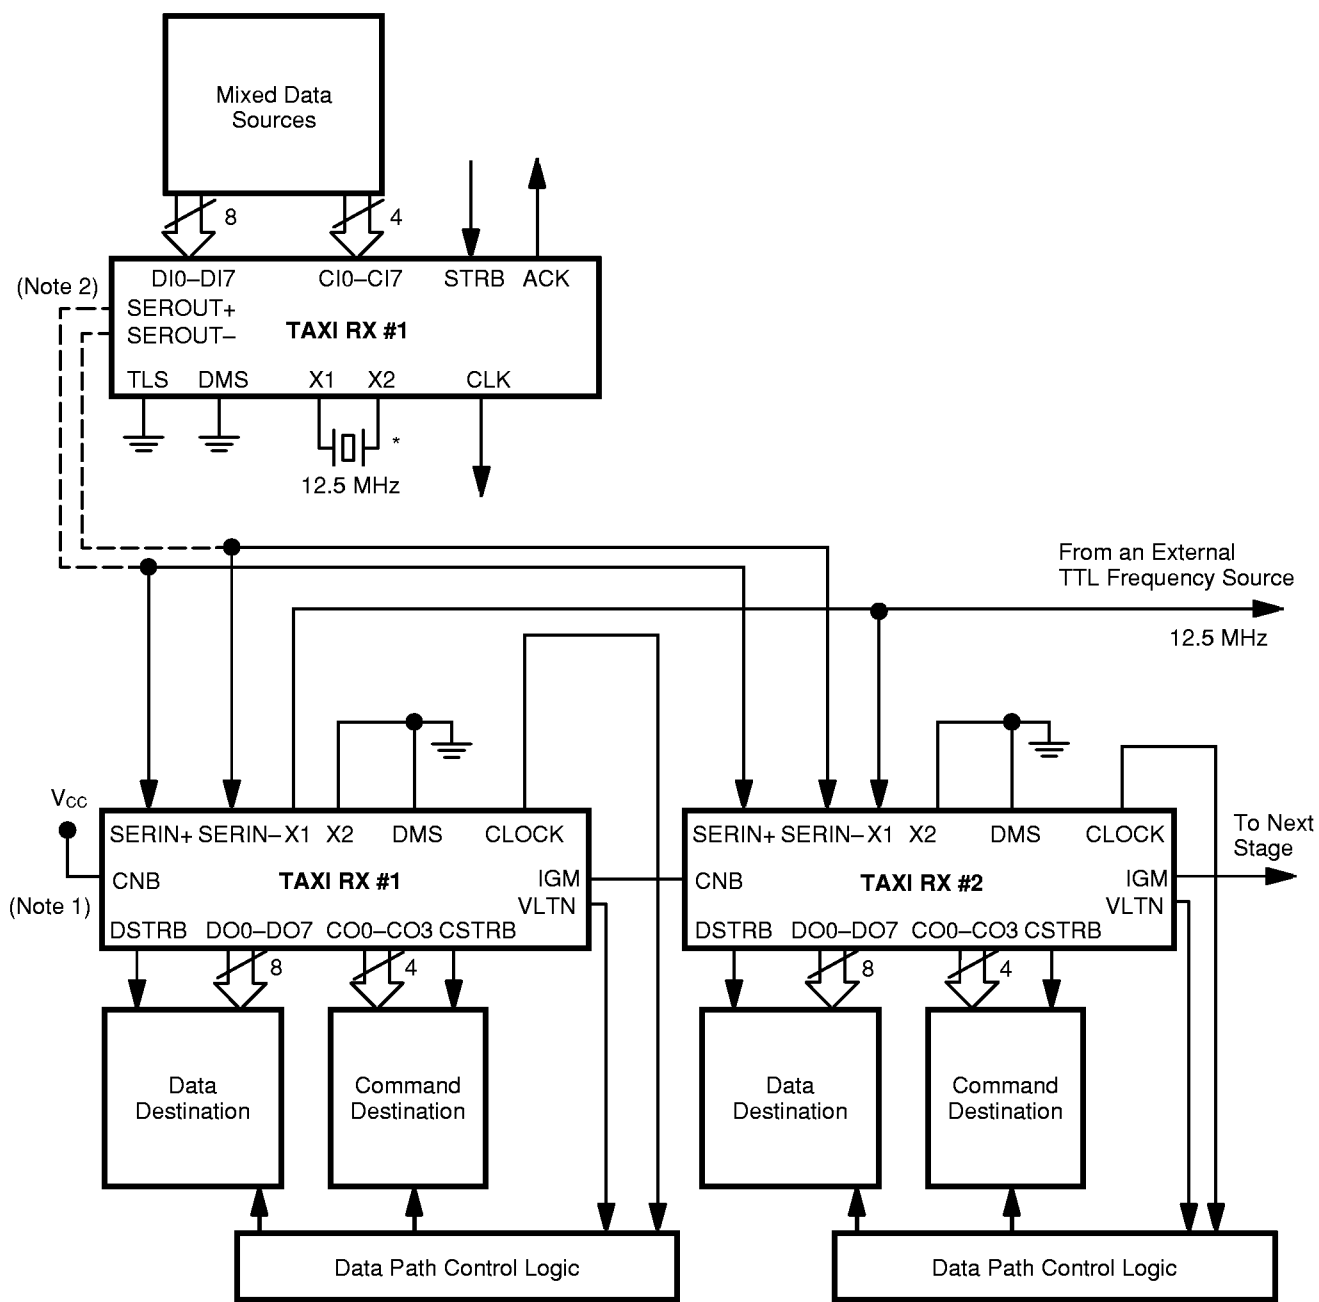 Mixed Data
Sources
8
4
(Note 2)
DI0–DI7
CI0–CI7
STRB
ACK
SEROUT+
SEROUT–
TAXI RX #1
TLS
DMS
X1
X2
CLK
*
12.5 MHz
From an External
TTL Frequency Source
12.5 MHz
VCC
SERIN+
SERIN–
X1
X2
DMS
CLOCK
CNB
TAXI RX #1
IGM
VLTN
(Note 1)
DSTRB
DO0–DO7
CO0–CO3
CSTRB
8
4
SERIN+
SERIN–
X1
X2
DMS
CLOCK
To Next
Stage
CNB
TAXI RX #2
IGM
VLTN
DSTRB
DO0–DO7
CO0–CO3
CSTRB
8
4
Data
Destination
Command
Destination
Data
Destination
Command
Destination
Data Path Control Logic
Data Path Control Logic